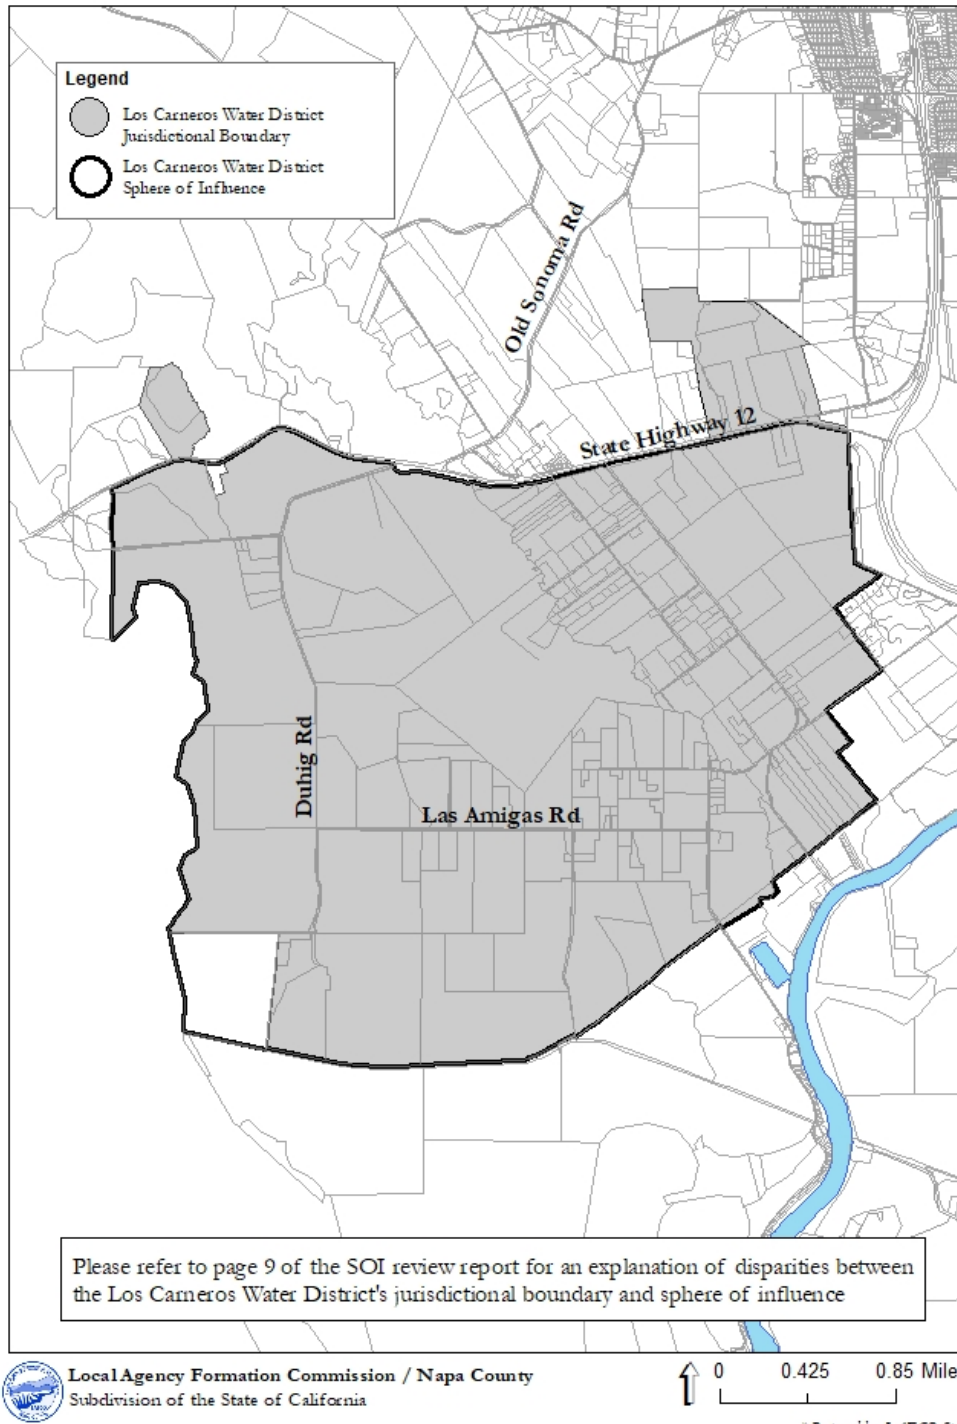 Legend
Los Carneros Water District
Jurisdictional Boundary
Los Carneros Water District
Sphere of Influence
Old Sonoma Rd
State Highway 12
Duhig Rd
Las Amigas Rd
Please refer to page 9 of the SOI review report for an explanation of disparities between
the Los Carneros Water District's jurisdictional boundary and sphere of influence
Local Agency Formation Commission / Napa County
Subdivision of the State of California
0 0.425 0.85 Mile